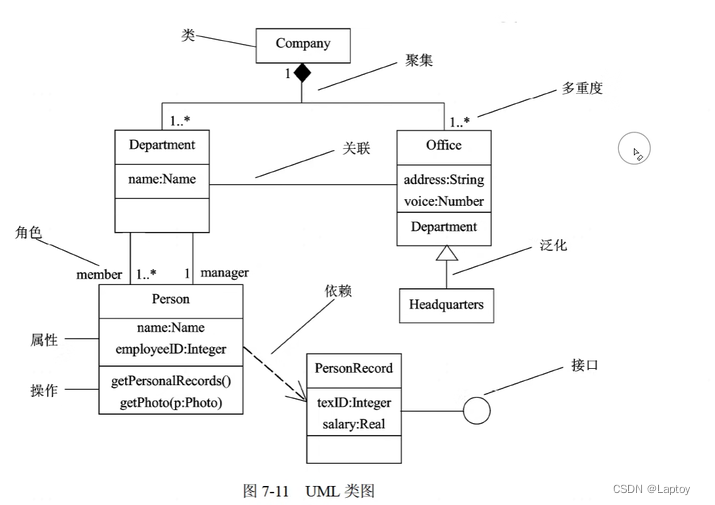 类
Company
1
聚集
多重度
1..*
1..*
Department
Office
name:Name
关联
address:String
voice:Number
Department
角色
member
1..*
1
manager
泛化
Person
依赖
Headquarters
name:Name
属性
employeeID:Integer
PersonRecord
接口
操作
getPersonalRecords()
texID:Integer
getPhoto(p:Photo)
salary:Real
图 7-11 UML 类图
CSDN @Laptoy